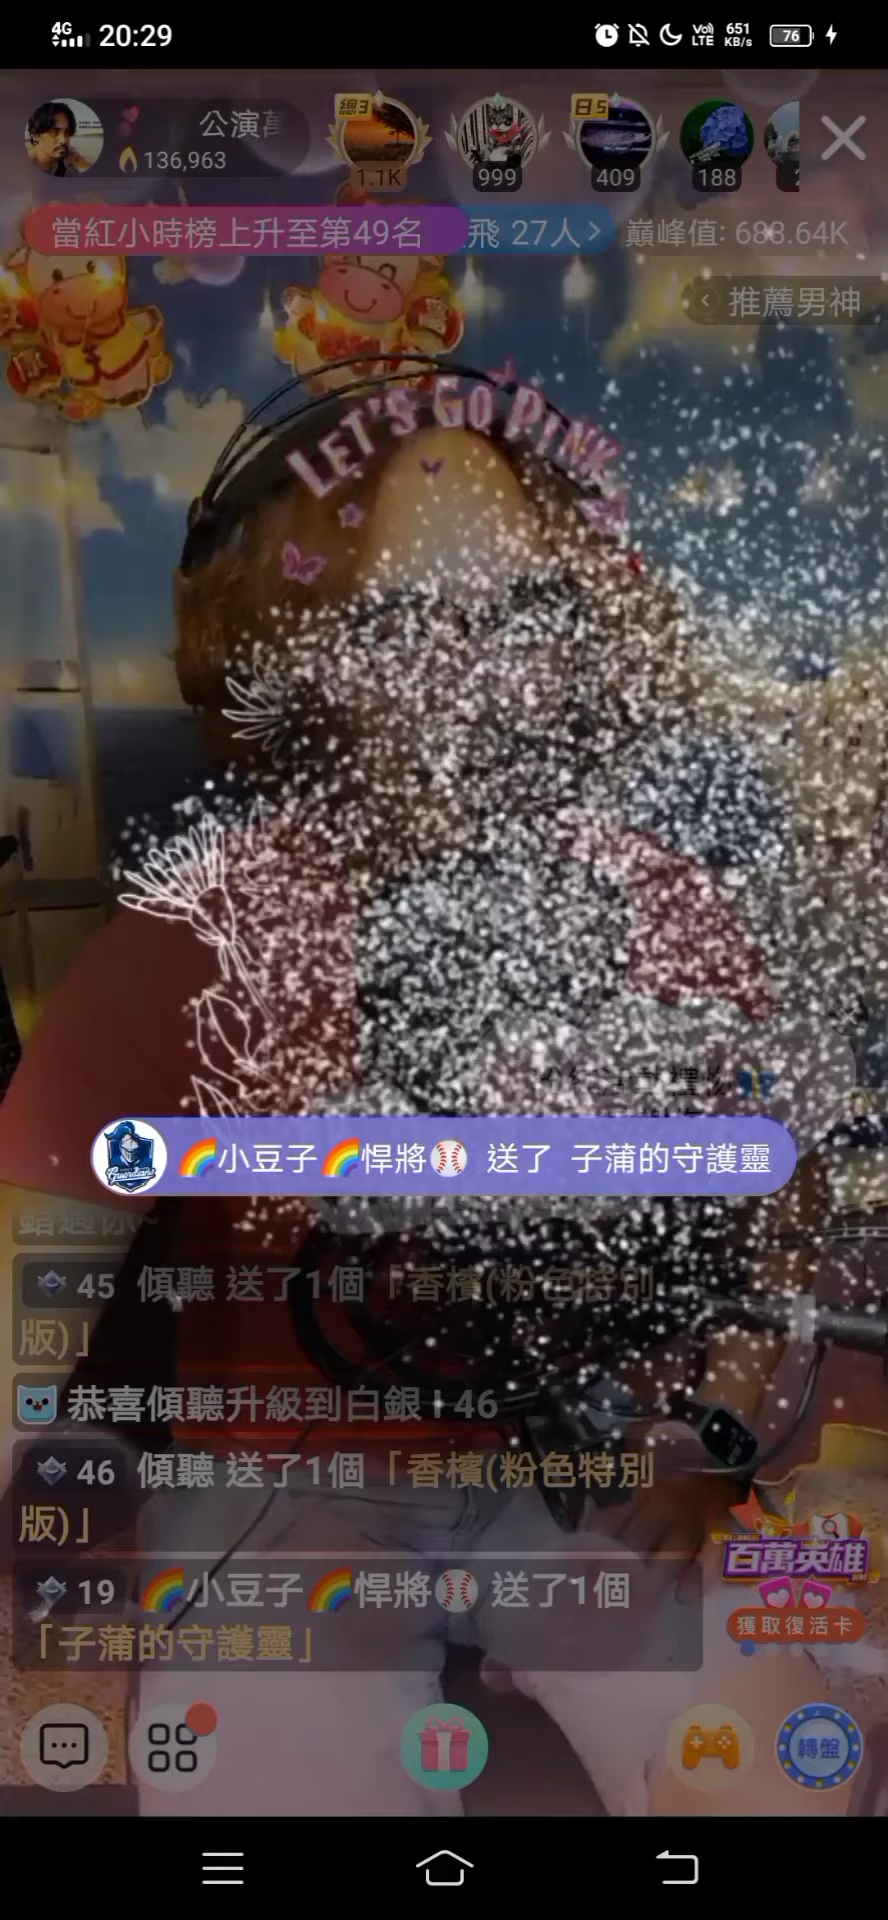 4G 20:29 Vo) LTE 651 KB/s 76
公演萬
136,963
總3
1.1K
999
日5
409
188
當紅小時榜上升至第49名
飛 27人
巔峰值: 683.64K
推薦男神
LET'S GO PINK
🌈小豆子🌈悍將⚾ 送了 子蒲的守護靈
Guardians
45 傾聽 送了1個「香檳(粉色特別
版)」
恭喜傾聽升級到白銀 I 46
46 傾聽 送了1個「香檳(粉色特別
版)」
19 🌈小豆子🌈悍將⚾ 送了1個
「子蒲的守護靈」
百萬英雄
獲取復活卡
轉盤